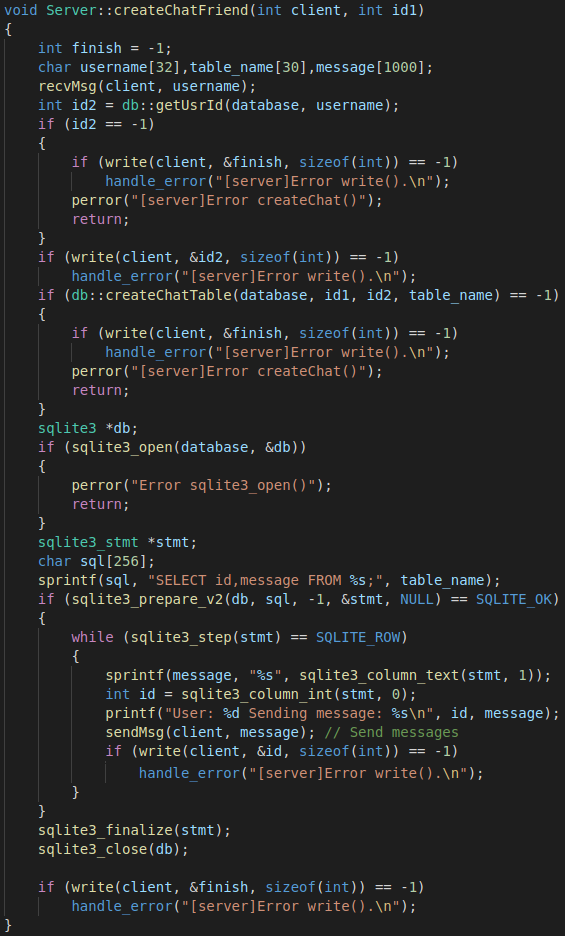 void Server::createChatFriend(int client, int id1)
{
    int finish = -1;
    char username[32],table_name[30],message[1000];
    recvMsg(client, username);
    int id2 = db::getUsrId(database, username);
    if (id2 == -1)
    {
        if (write(client, &finish, sizeof(int)) == -1)
            handle_error("[server]Error write().\n");
        perror("[server]Error createChat()");
        return;
    }
    if (write(client, &id2, sizeof(int)) == -1)
        handle_error("[server]Error write().\n");
    if (db::createChatTable(database, id1, id2, table_name) == -1)
    {
        if (write(client, &finish, sizeof(int)) == -1)
            handle_error("[server]Error write().\n");
        perror("[server]Error createChat()");
        return;
    }
    sqlite3 *db;
    if (sqlite3_open(database, &db))
    {
        perror("Error sqlite3_open()");
        return;
    }
    sqlite3_stmt *stmt;
    char sql[256];
    sprintf(sql, "SELECT id,message FROM %s;", table_name);
    if (sqlite3_prepare_v2(db, sql, -1, &stmt, NULL) == SQLITE_OK)
    {
        while (sqlite3_step(stmt) == SQLITE_ROW)
        {
            sprintf(message, "%s", sqlite3_column_text(stmt, 1));
            int id = sqlite3_column_int(stmt, 0);
            printf("User: %d Sending message: %s\n", id, message);
            sendMsg(client, message); // Send messages
            if (write(client, &id, sizeof(int)) == -1)
                handle_error("[server]Error write().\n");
        }
    }
    sqlite3_finalize(stmt);
    sqlite3_close(db);

    if (write(client, &finish, sizeof(int)) == -1)
        handle_error("[server]Error write().\n");
}